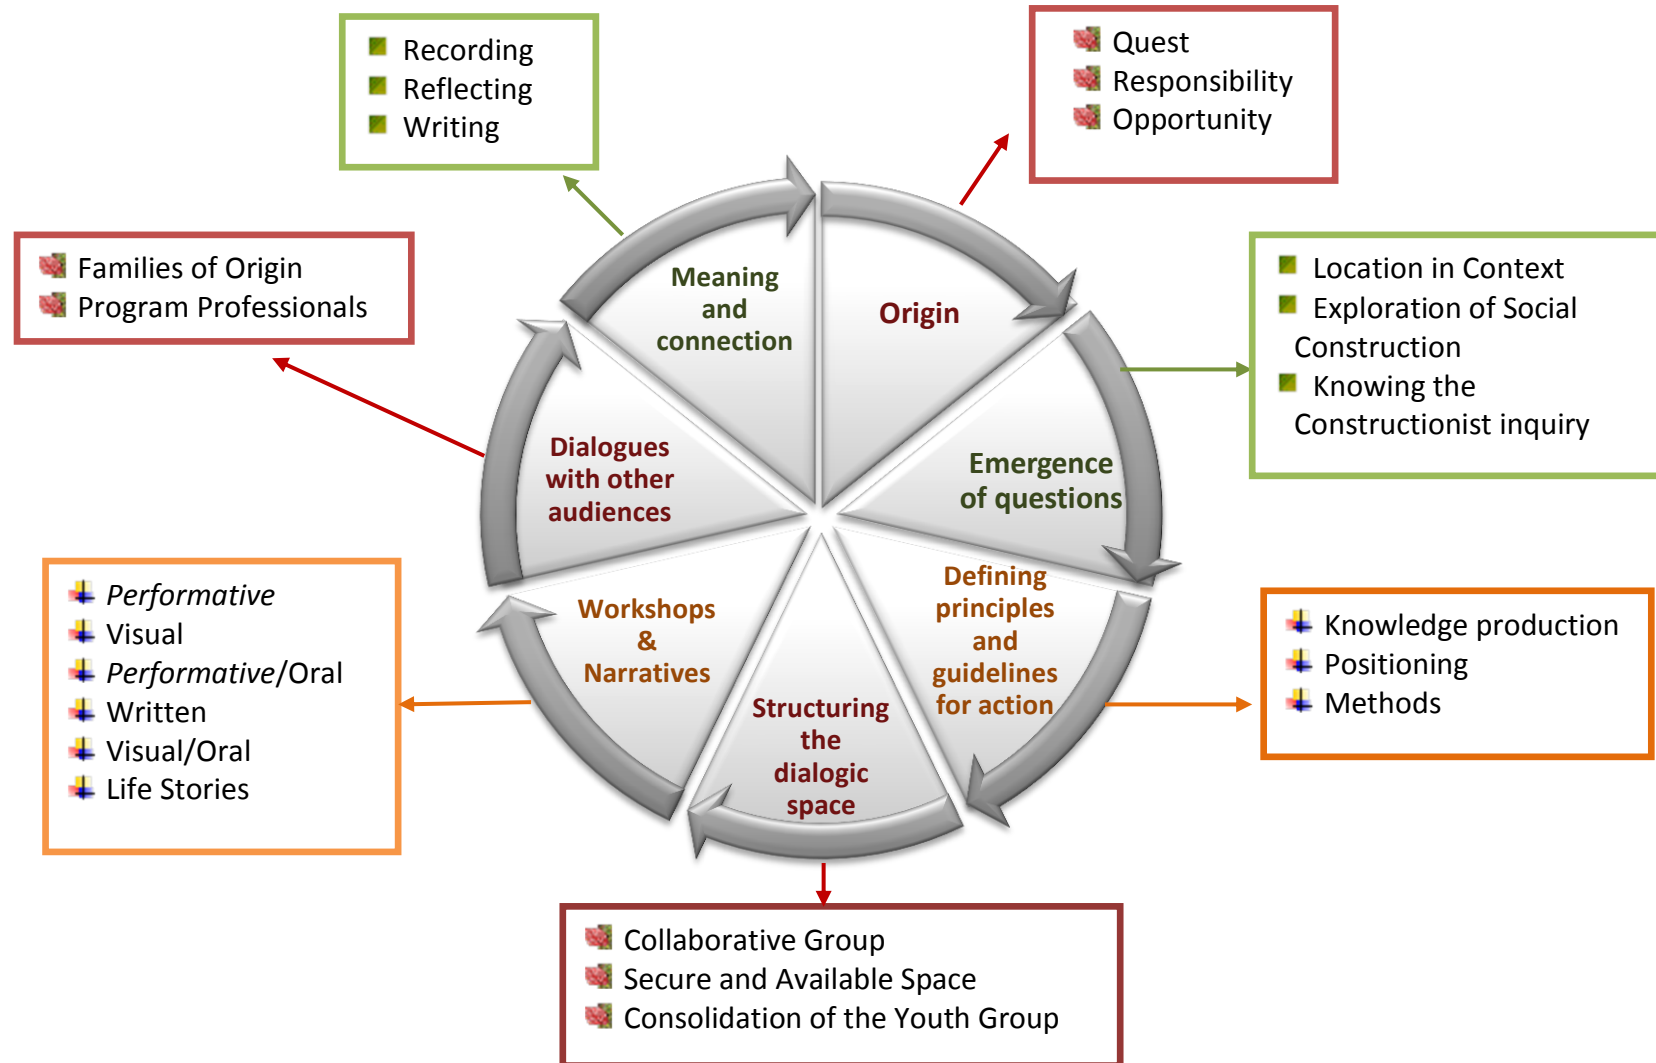 Recording
Reflecting
Writing
Quest
Responsibility
Opportunity
Families of Origin
Program Professionals
Meaning
and
connection
Origin
Location in Context
Exploration of Social
Construction
Knowing the
Constructionist inquiry
Dialogues
with other
audiences
Emergence
of questions
Performative
Visual
Performative/Oral
Written
Visual/Oral
Life Stories
Workshops
&
Narratives
Defining
principles
and
guidelines
for action
Knowledge production
Positioning
Methods
Structuring
the
dialogic
space
Collaborative Group
Secure and Available Space
Consolidation of the Youth Group